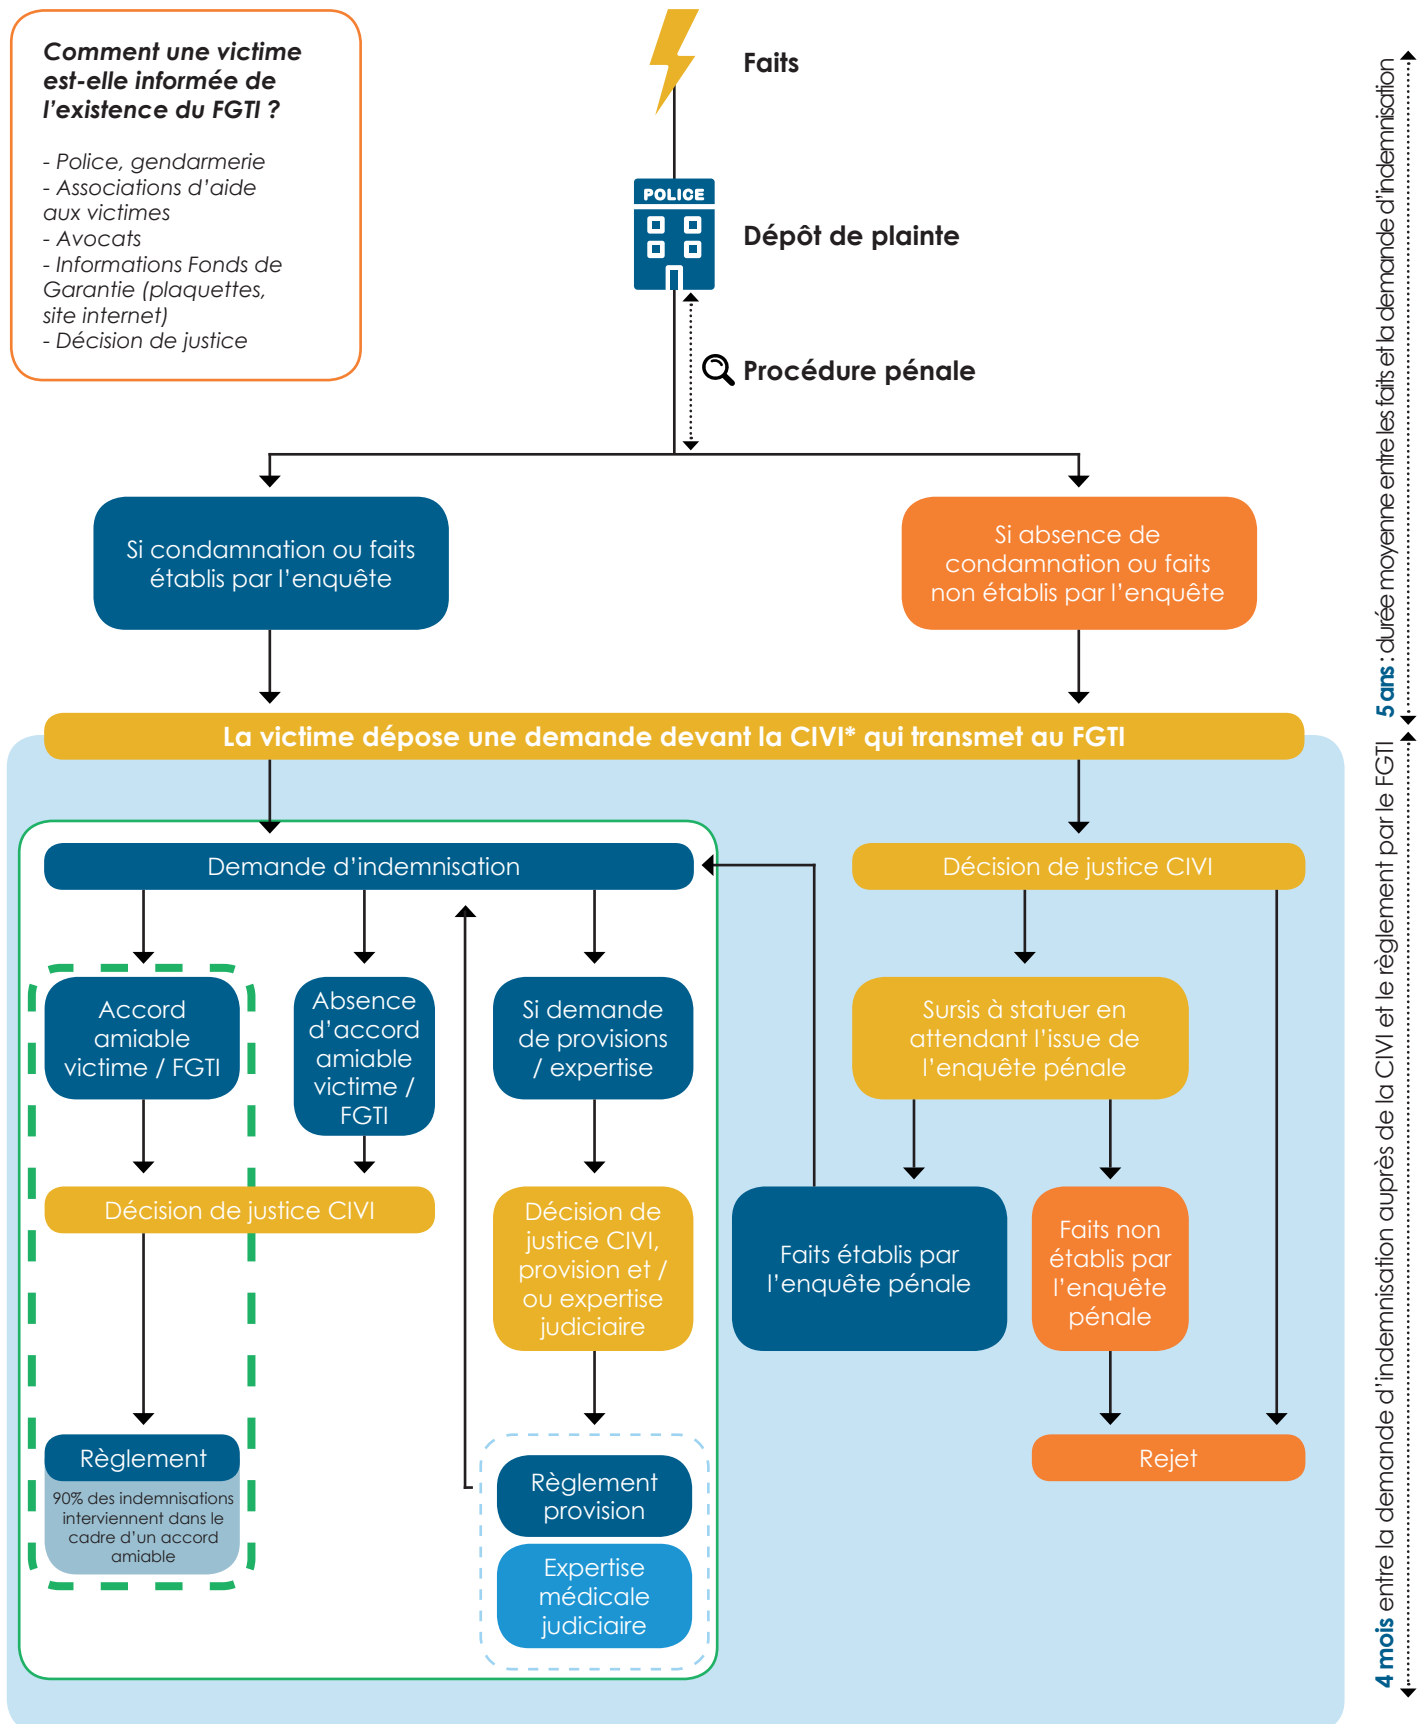 Comment une victime
est-elle informée de
l'existence du FGTI ?
- Police, gendarmerie
- Associations d'aide
aux victimes
- Avocats
- Informations Fonds de
Garantie (plaquettes,
site internet)
- Décision de justice
Faits
POLICE
Dépôt de plainte
Procédure pénale
Si condamnation ou faits
établis par l'enquête
Si absence de
condamnation ou faits
non établis par l'enquête
5 ans : durée moyenne entre les faits et la demande d'indemnisation
La victime dépose une demande devant la CIVI* qui transmet au FGTI
Demande d'indemnisation
Décision de justice CIVI
Accord
amiable
victime / FGTI
Absence
d'accord
amiable
victime /
FGTI
Si demande
de provisions
/ expertise
Sursis à statuer en
attendant l'issue de
l'enquête pénale
Décision de justice CIVI
Décision de
justice CIVI,
provision et /
ou expertise
judiciaire
Faits établis par
l'enquête pénale
Faits non
établis par
l'enquête
pénale
Règlement
90% des indemnisations
interviennent dans le
cadre d'un accord
amiable
Règlement
provision
Expertise
médicale
judiciaire
Rejet
4 mois entre la demande d'indemnisation auprès de la CIVI et le règlement par le FGTI